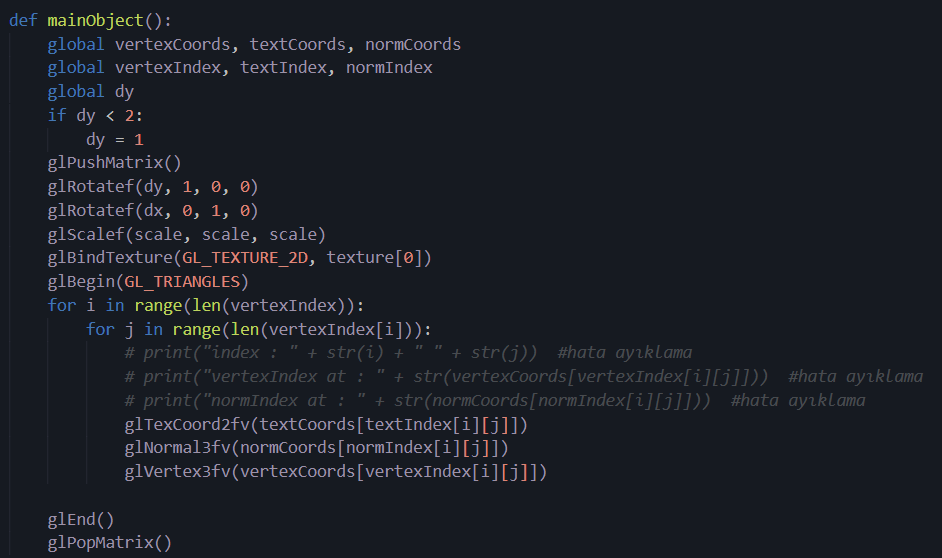 def mainObject():
    global vertexCoords, textCoords, normCoords
    global vertexIndex, textIndex, normIndex
    global dy
    if dy < 2:
        dy = 1
    glPushMatrix()
    glRotatef(dy, 1, 0, 0)
    glRotatef(dx, 0, 1, 0)
    glScalef(scale, scale, scale)
    glBindTexture(GL_TEXTURE_2D, texture[0])
    glBegin(GL_TRIANGLES)
    for i in range(len(vertexIndex)):
        for j in range(len(vertexIndex[i])):
            # print("index : " + str(i) + " " + str(j))  #hata ayıklama
            # print("vertexIndex at : " + str(vertexCoords[vertexIndex[i][j]]))  #hata ayıklama
            # print("normIndex at : " + str(normCoords[normIndex[i][j]]))  #hata ayıklama
            glTexCoord2fv(textCoords[textIndex[i][j]])
            glNormal3fv(normCoords[normIndex[i][j]])
            glVertex3fv(vertexCoords[vertexIndex[i][j]])
    glEnd()
    glPopMatrix()